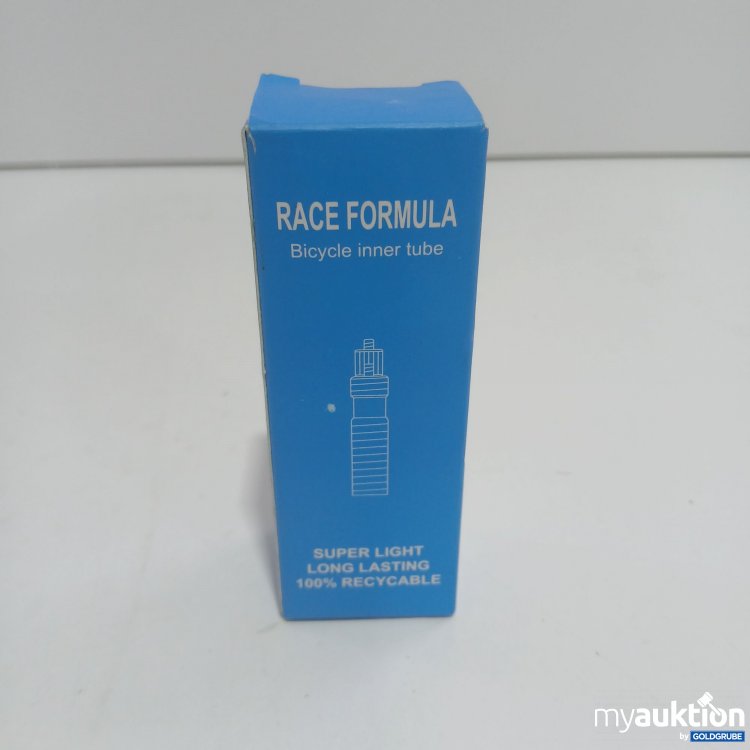 RACE FORMULA
Bicycle inner tube
SUPER LIGHT
LONG LASTING
100% RECYCABLE
myauktion
by GOLDGRUBE